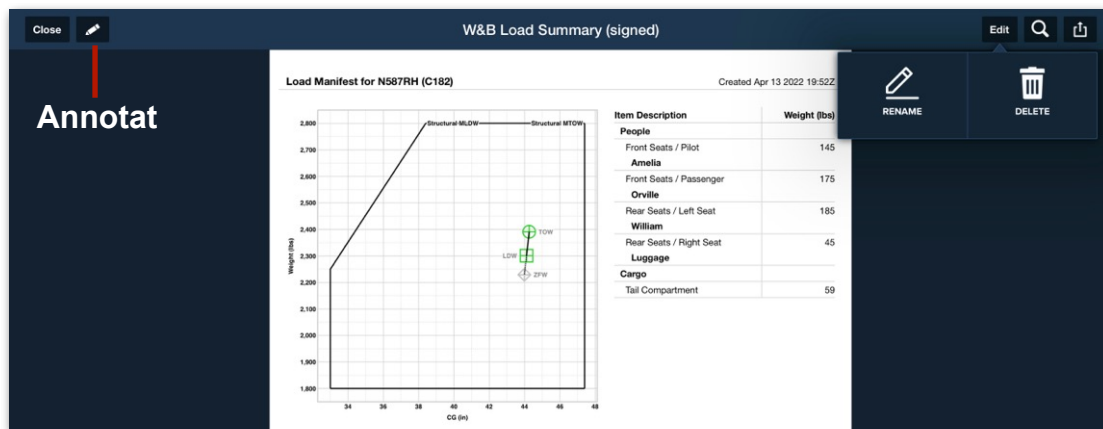 Close
W&B Load Summary (signed)
Edit
Annotat
RENAME
DELETE
Load Manifest for N587RH (C182)
Created Apr 13 2022 19:52Z
2,800
2,700
2,600
2,500
2,400
2,300
2,200
2,100
2,000
1,900
1,800
Weight (lbs)
Structural MLDW
Structural MTOW
TOW
LDW
ZFW
34 36 38 40 42 44 46 48
CG (in)
Item Description Weight (lbs)
People
Front Seats / Pilot 145
Amelia
Front Seats / Passenger 175
Orville
Rear Seats / Left Seat 185
William
Rear Seats / Right Seat 45
Luggage
Cargo
Tail Compartment 59